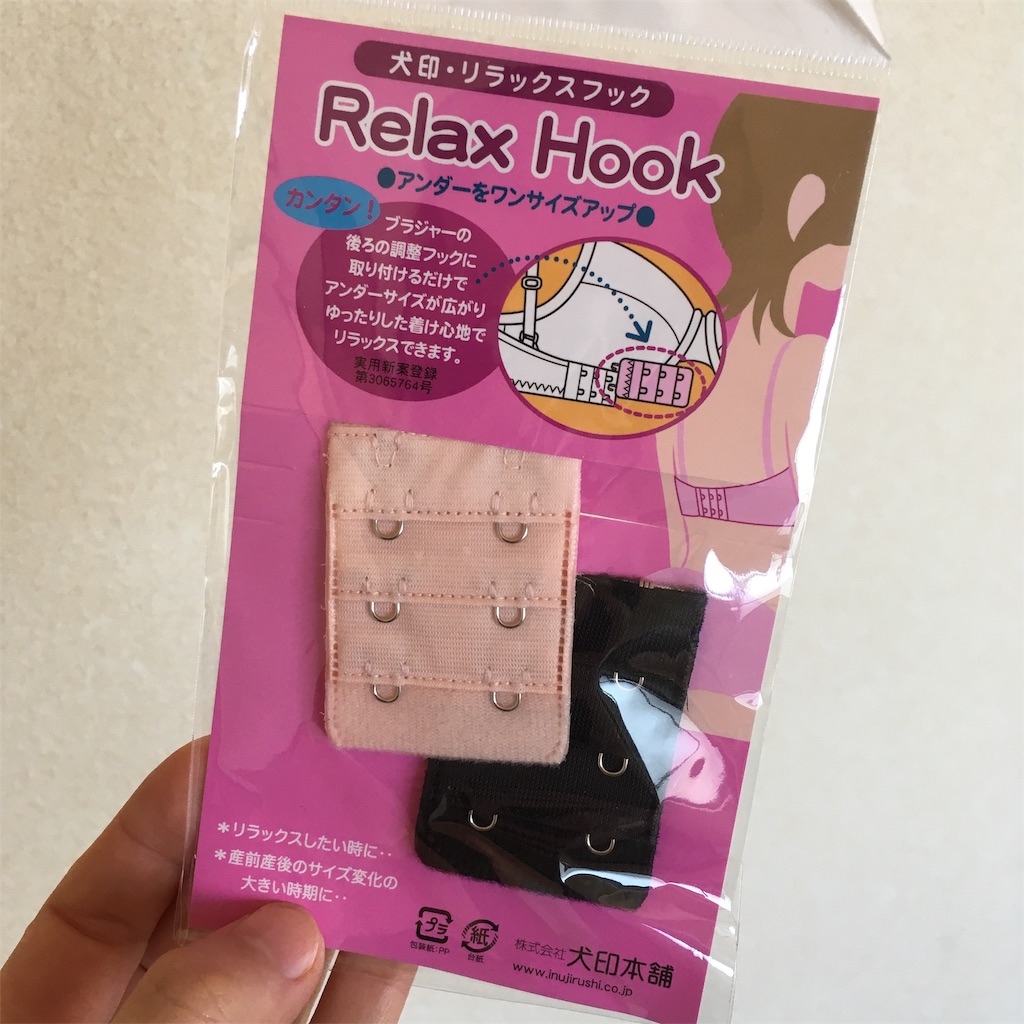 犬印・リラックスフック
Relax Hook
●アンダーをワンサイズアップ●
カンタン！
ブラジャーの
後ろの調整フックに
取り付けるだけで
アンダーサイズが広がり
ゆったりした着け心地で
リラックスできます。
実用新案登録
第3065764号
＊リラックスしたい時に‥
＊産前産後のサイズ変化の
大きい時期に‥
プラ
包装紙:PP
紙
台紙
株式会社 犬印本舗
www.inujirushi.co.jp